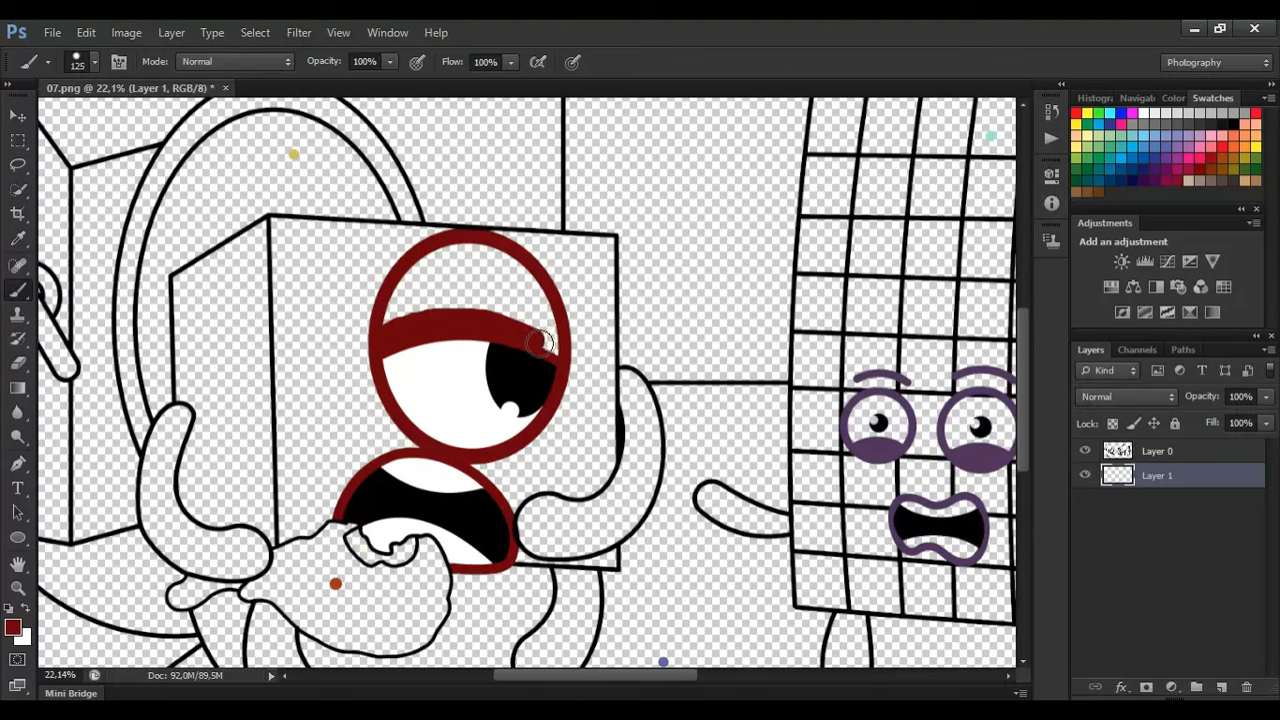 Ps File Edit Image Layer Type Select Filter View Window Help
125 Mode: Normal Opacity: 100% Flow: 100% Photography
07.png @ 22,1% (Layer 1, RGB/8) * ×
Histogr Navigat Color Swatches
Adjustments
Add an adjustment
Layers Channels Paths
Kind
Normal Opacity: 100%
Lock: Fill: 100%
Layer 0
Layer 1
fx
22,14% Doc: 92,0M/89,5M
Mini Bridge